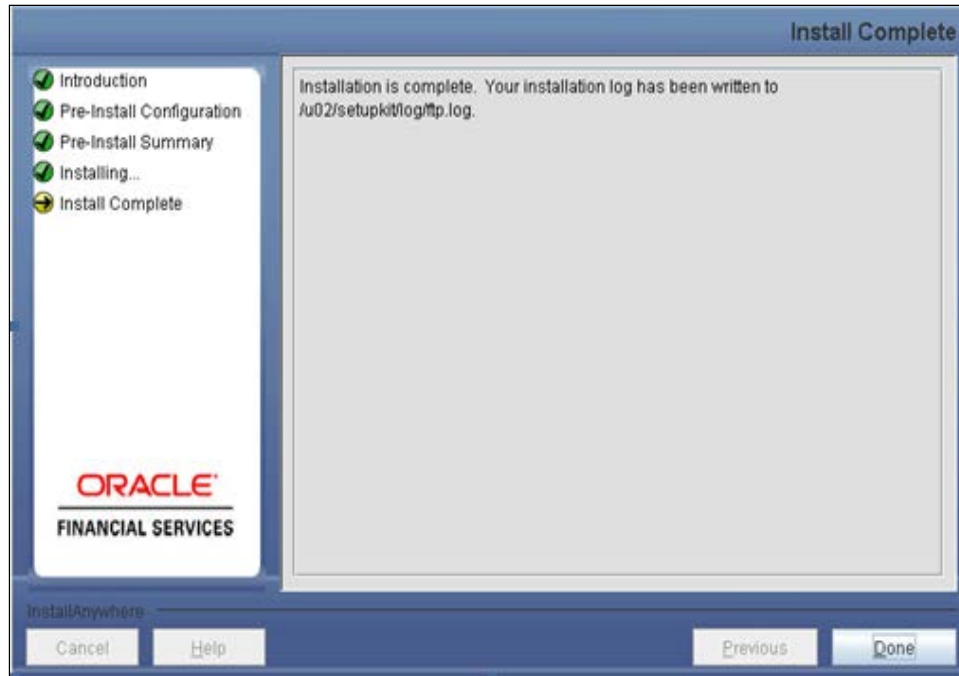 Install Complete
Introduction
Pre-Install Configuration
Pre-Install Summary
Installing...
Install Complete
Installation is complete. Your installation log has been written to
/u02/setupkit/log/ftp.log.
ORACLE
FINANCIAL SERVICES
InstallAnywhere
Cancel
Help
Previous
Done